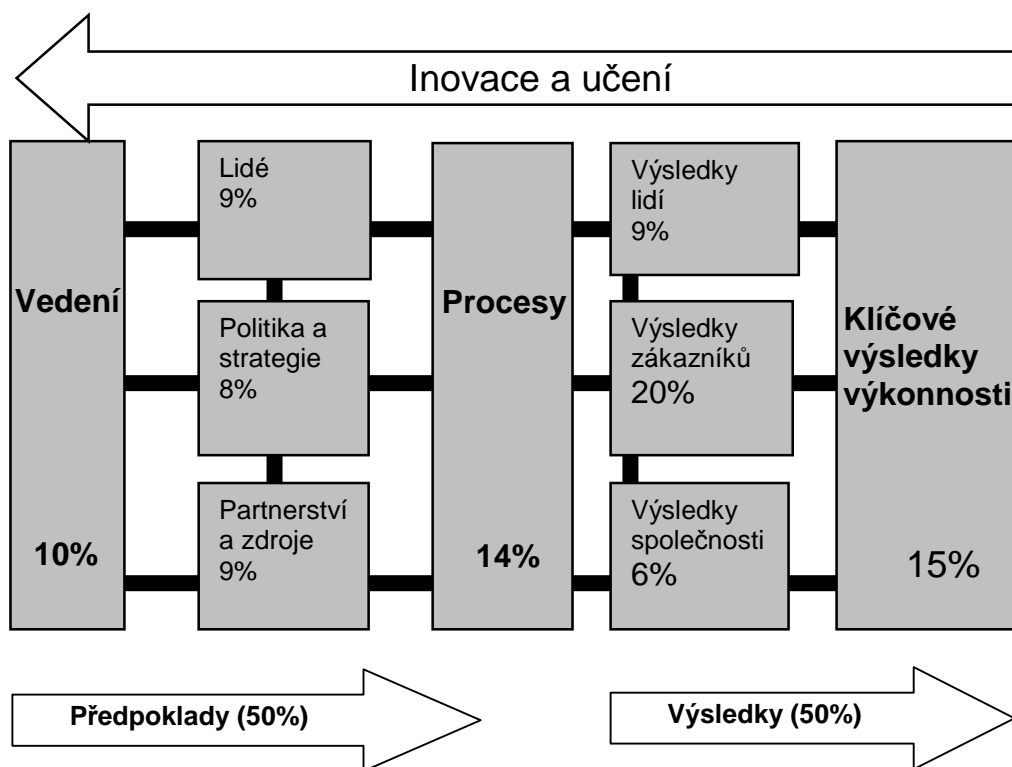 Inovace a učení
Vedení
10%
Lidé
9%
Politika a
strategie
8%
Partnerství
a zdroje
9%
Procesy
14%
Výsledky
lidí
9%
Výsledky
zákazníků
20%
Výsledky
společnosti
6%
Klíčové
výsledky
výkonnosti
15%
Předpoklady (50%)
Výsledky (50%)